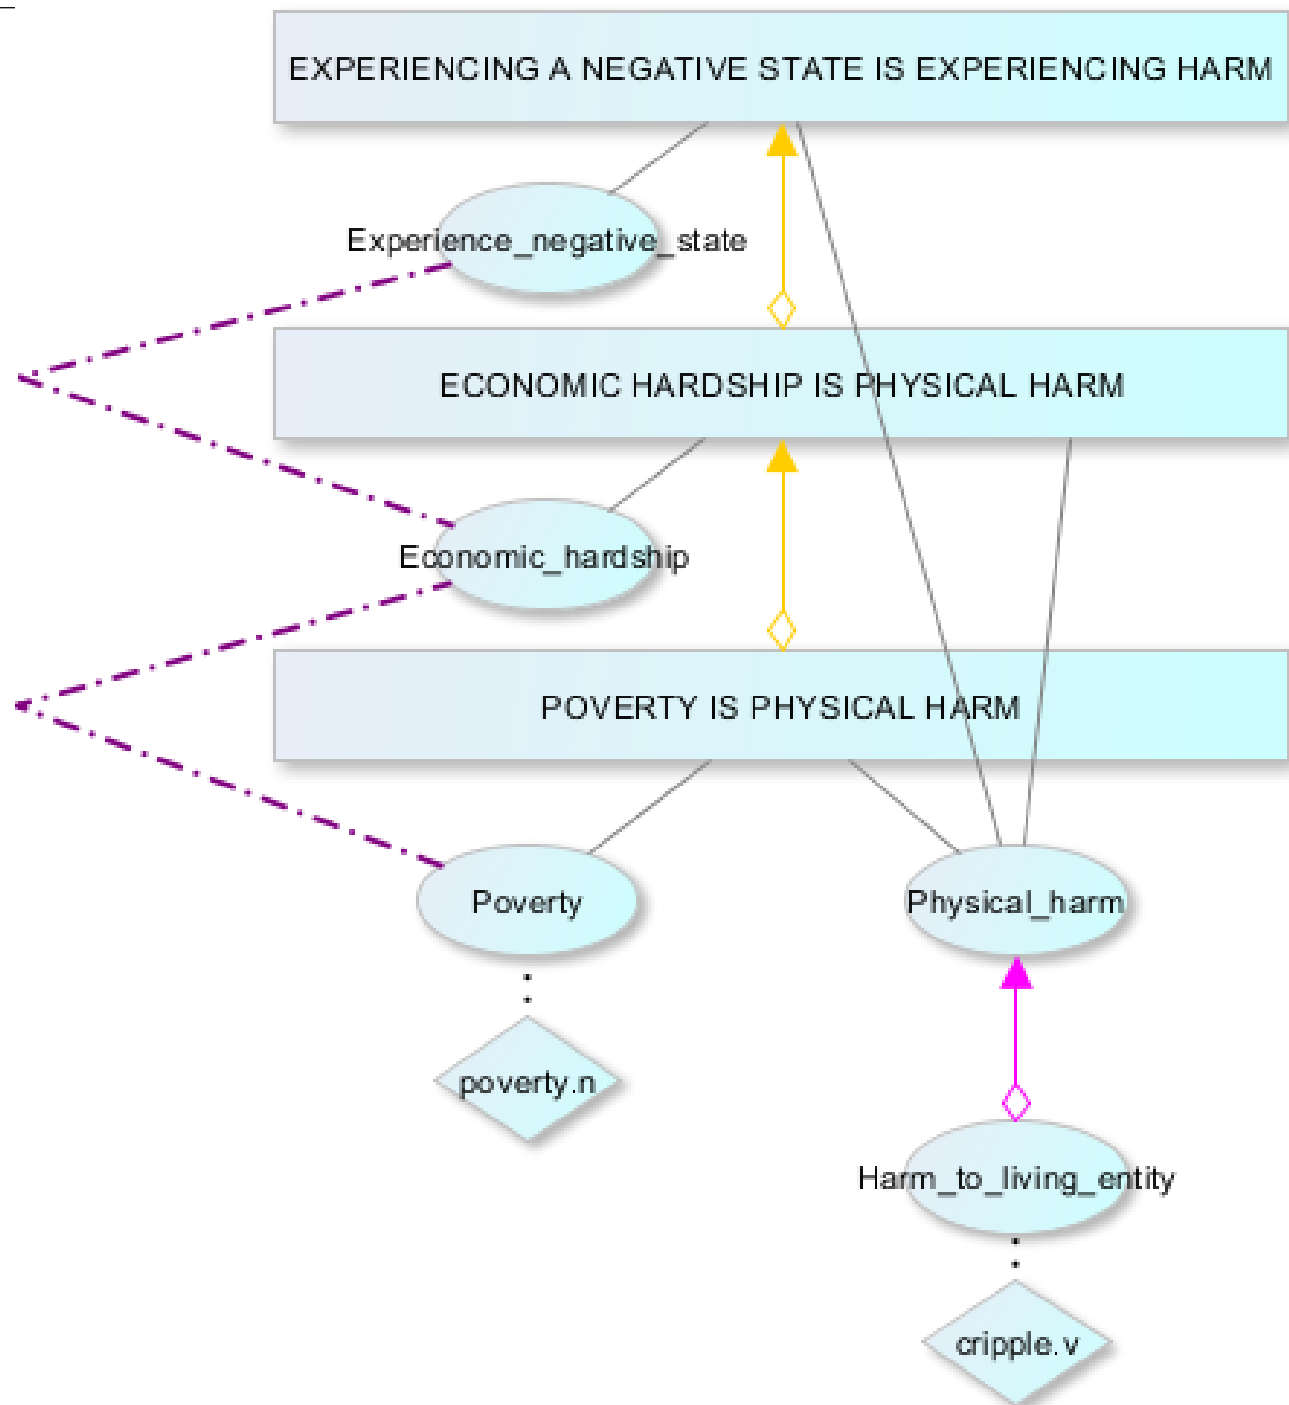 EXPERIENCING A NEGATIVE STATE IS EXPERIENCING HARM
Experience_negative_state
ECONOMIC HARDSHIP IS PHYSICAL HARM
Economic_hardship
POVERTY IS PHYSICAL HARM
Poverty
Physical_harm
poverty.n
Harm_to_living_entity
cripple.v